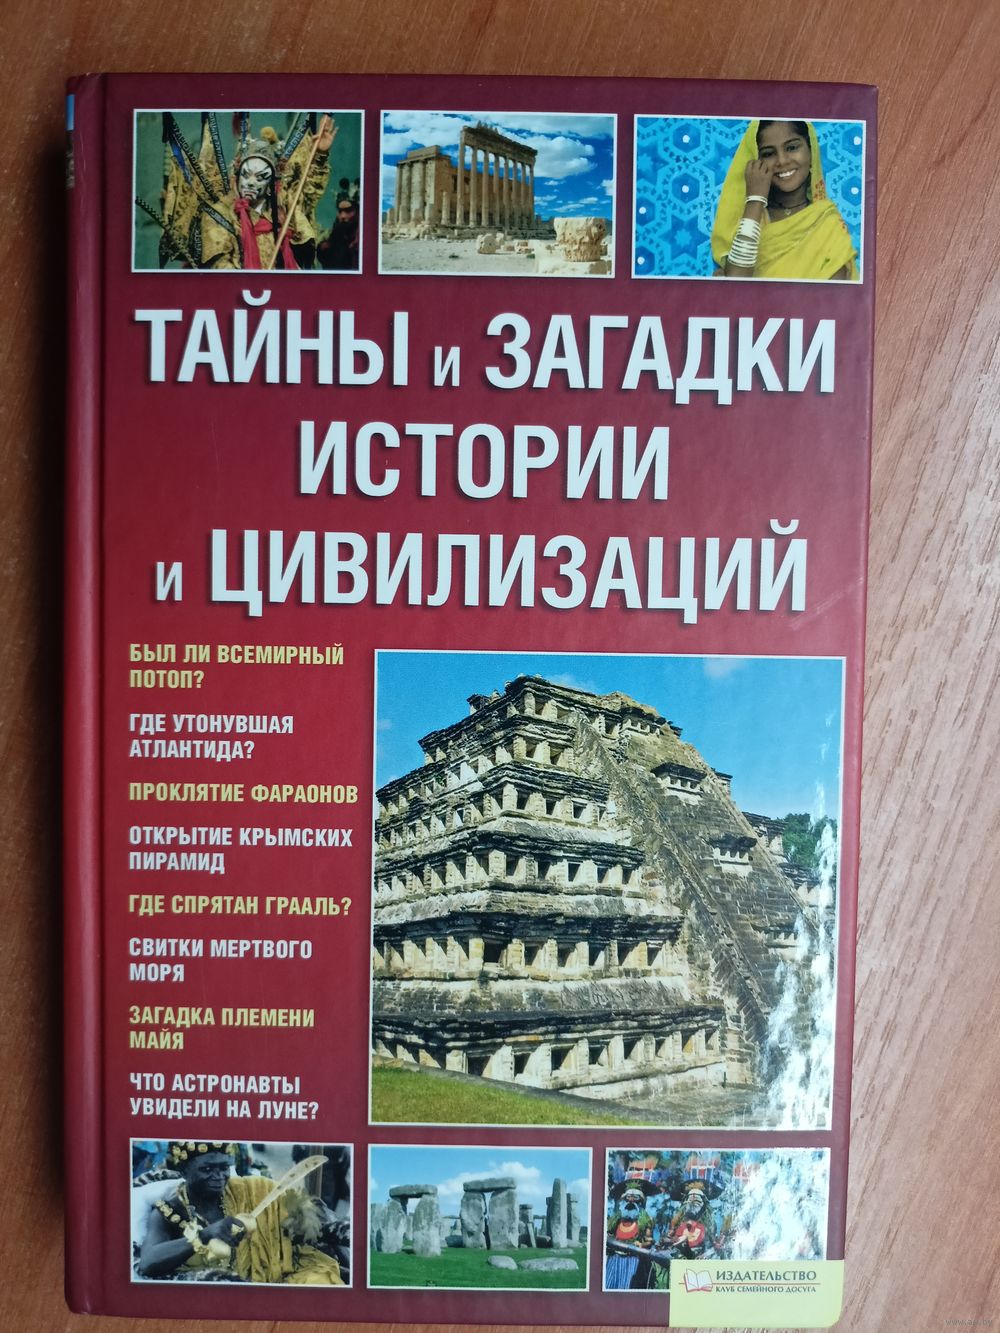 ТАЙНЫ и ЗАГАДКИ
ИСТОРИИ
и ЦИВИЛИЗАЦИЙ
БЫЛ ЛИ ВСЕМИРНЫЙ
ПОТОП?
ГДЕ УТОНУВШАЯ
АТЛАНТИДА?
ПРОКЛЯТИЕ ФАРАОНОВ
ОТКРЫТИЕ КРЫМСКИХ
ПИРАМИД
ГДЕ СПРЯТАН ГРААЛЬ?
СВИТКИ МЕРТВОГО
МОРЯ
ЗАГАДКА ПЛЕМЕНИ
МАЙЯ
ЧТО АСТРОНАВТЫ
УВИДЕЛИ НА ЛУНЕ?
ИЗДАТЕЛЬСТВО
КЛУБ СЕМЕЙНОГО ДОСУГА